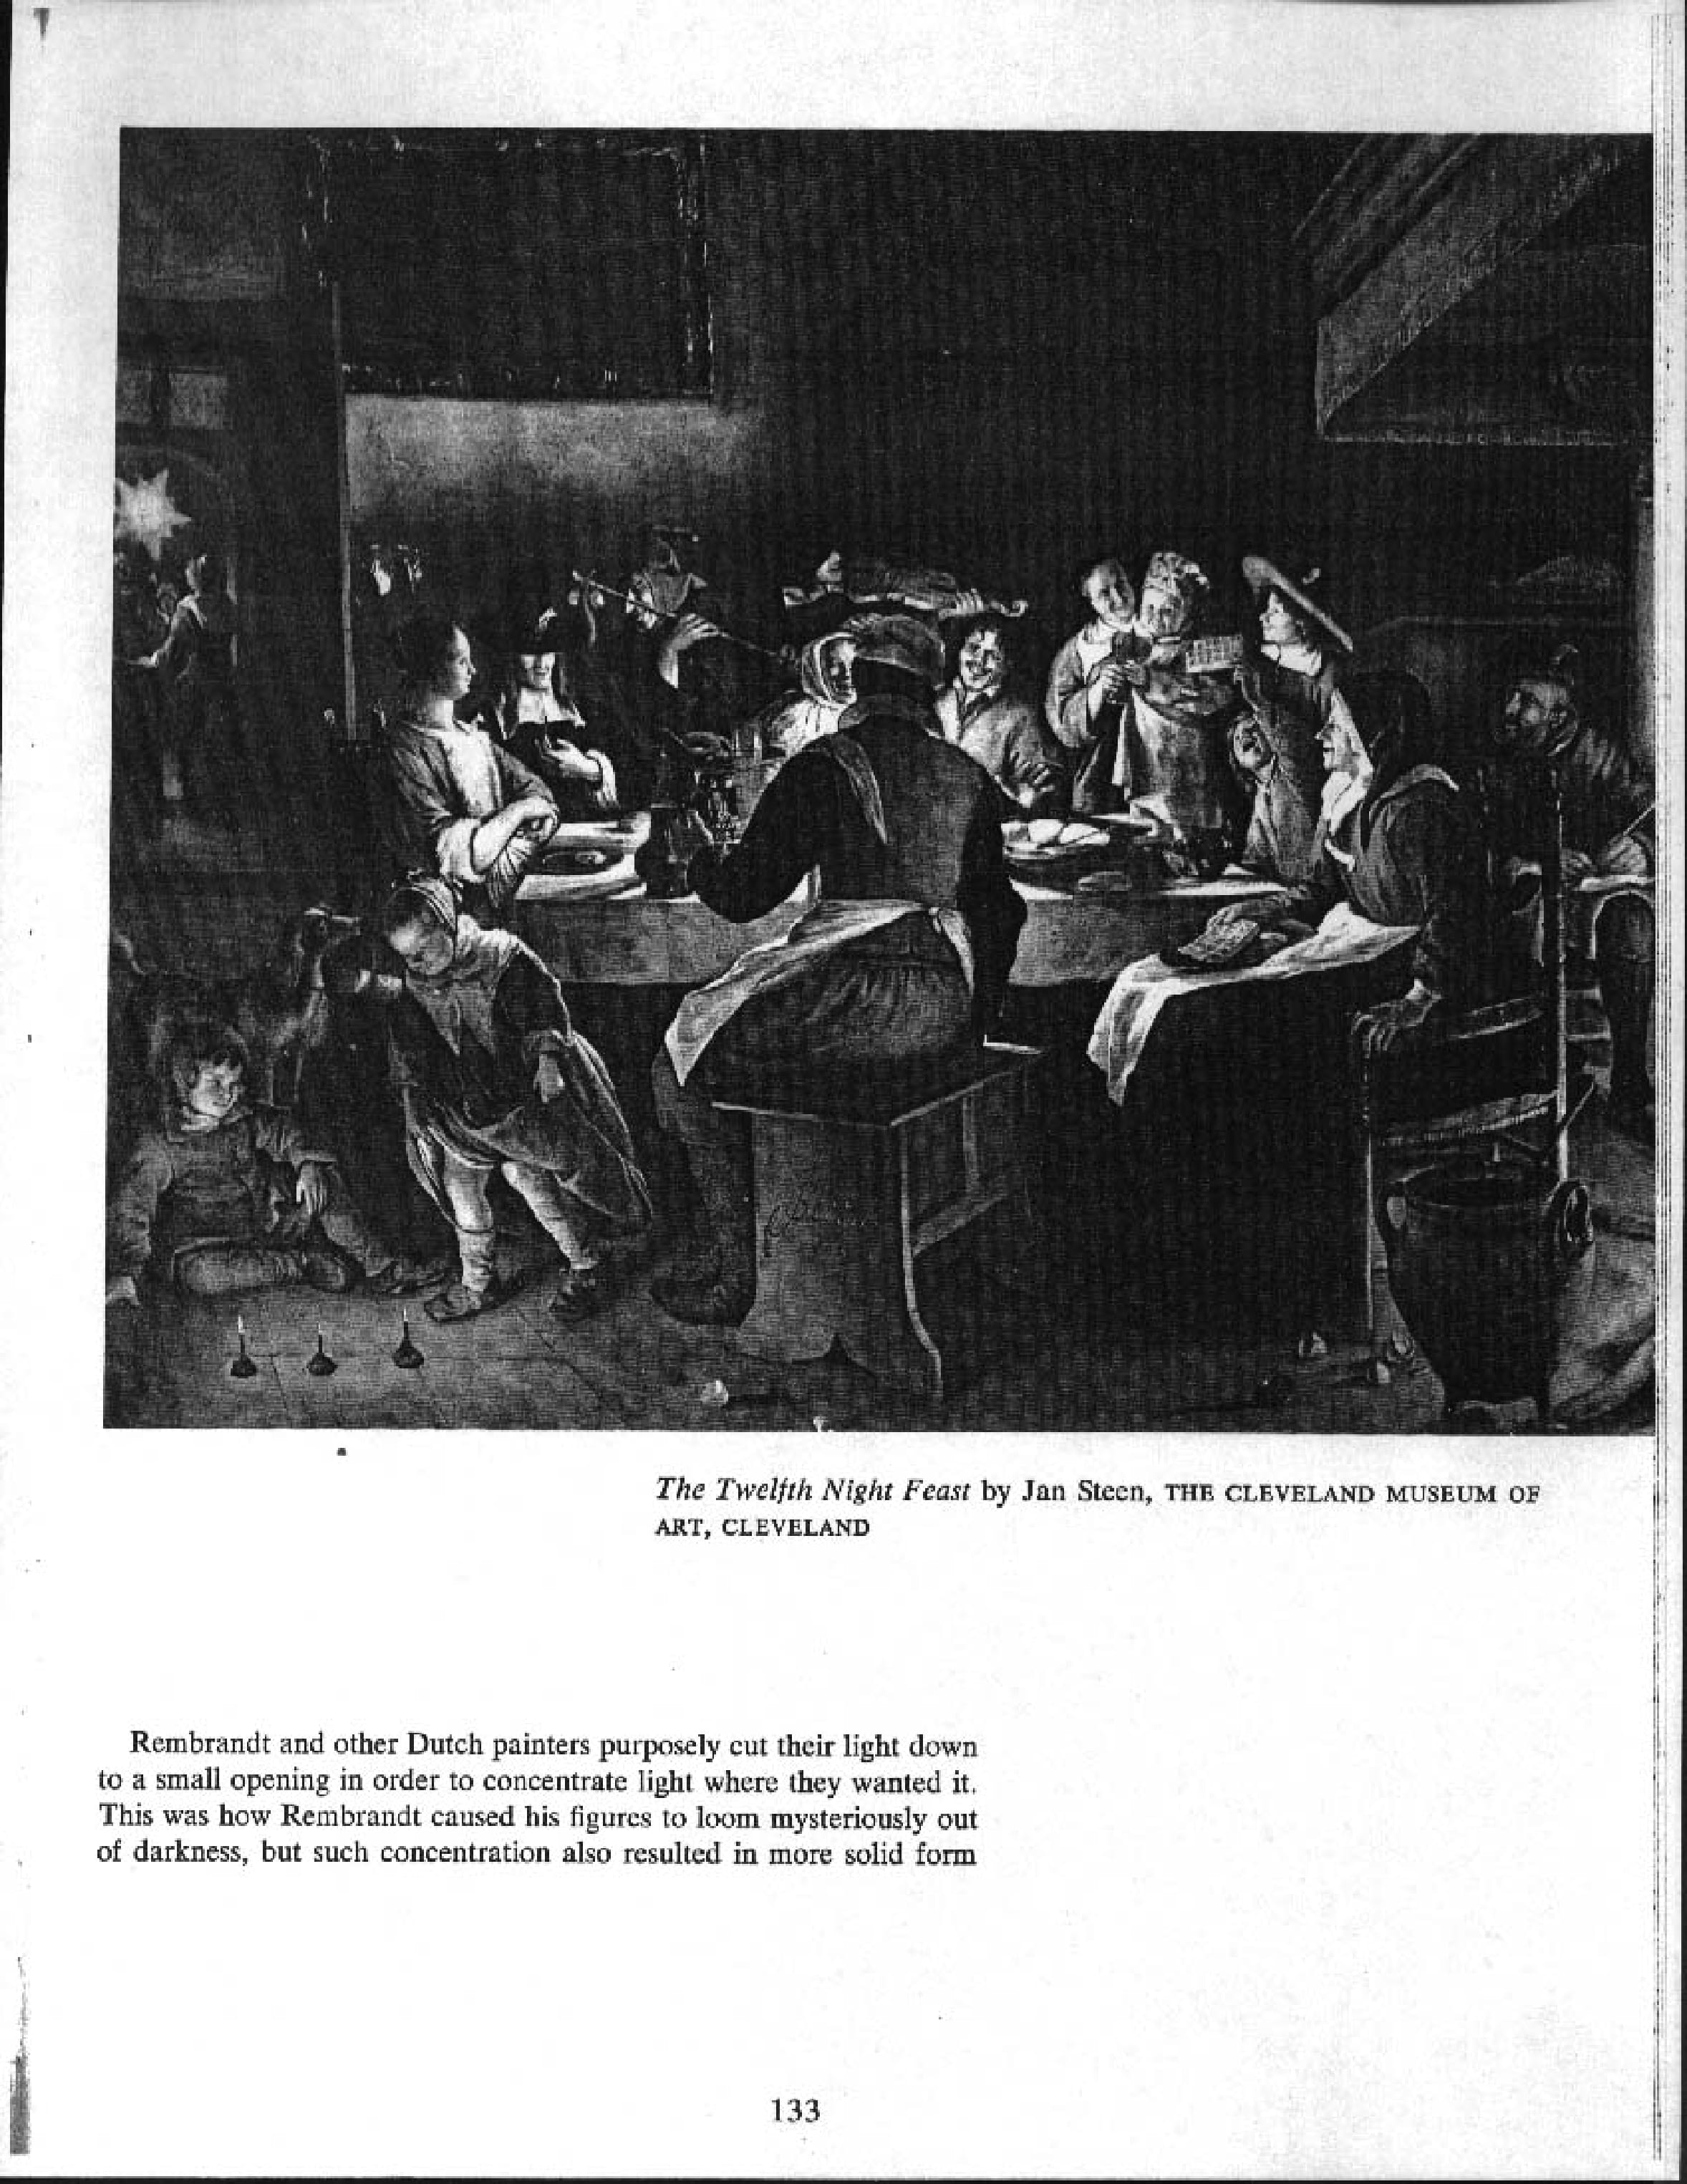 The Twelfth Night Feast by Jan Steen, THE CLEVELAND MUSEUM OF
ART, CLEVELAND
Rembrandt and other Dutch painters purposely cut their light down
to a small opening in order to concentrate light where they wanted it.
This was how Rembrandt caused his figures to loom mysteriously out
of darkness, but such concentration also resulted in more solid form
133